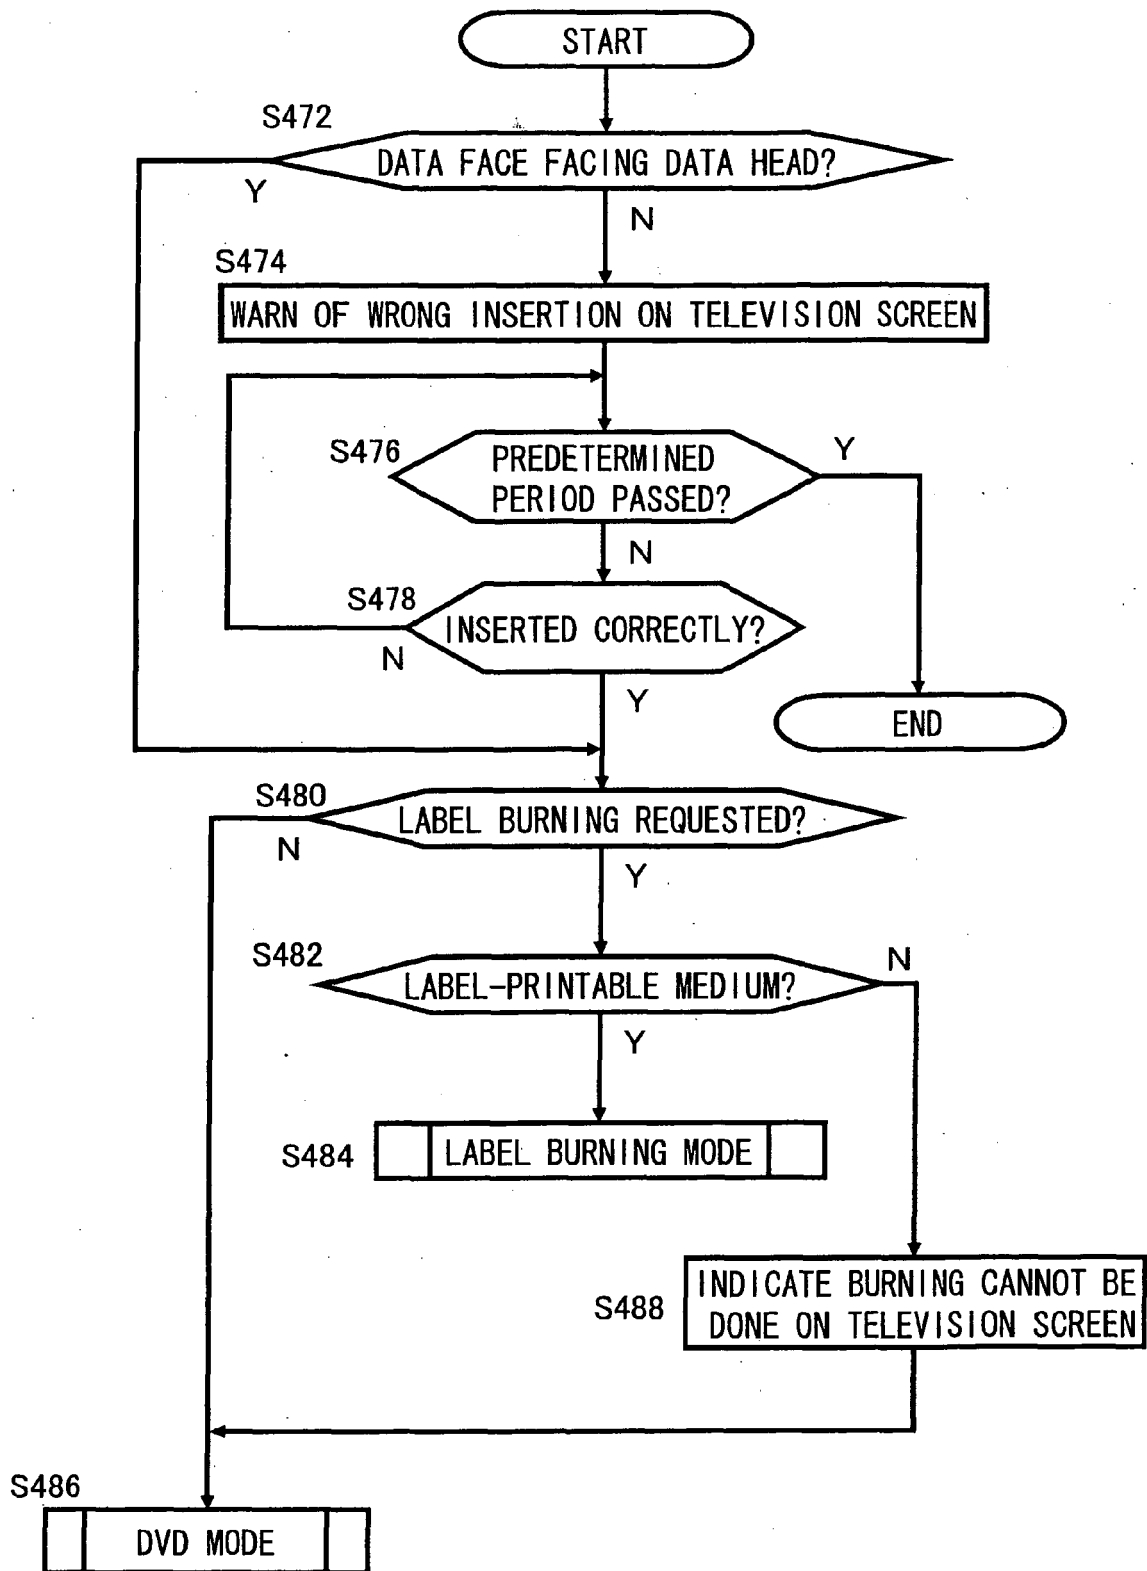 START
S472
DATA FACE FACING DATA HEAD?
Y
N
S474
WARN OF WRONG INSERTION ON TELEVISION SCREEN
S476
PREDETERMINED
PERIOD PASSED?
Y
N
S478
INSERTED CORRECTLY?
N
Y
END
S480
LABEL BURNING REQUESTED?
N
Y
S482
LABEL-PRINTABLE MEDIUM?
N
Y
S484
LABEL BURNING MODE
S488
INDICATE BURNING CANNOT BE
DONE ON TELEVISION SCREEN
S486
DVD MODE